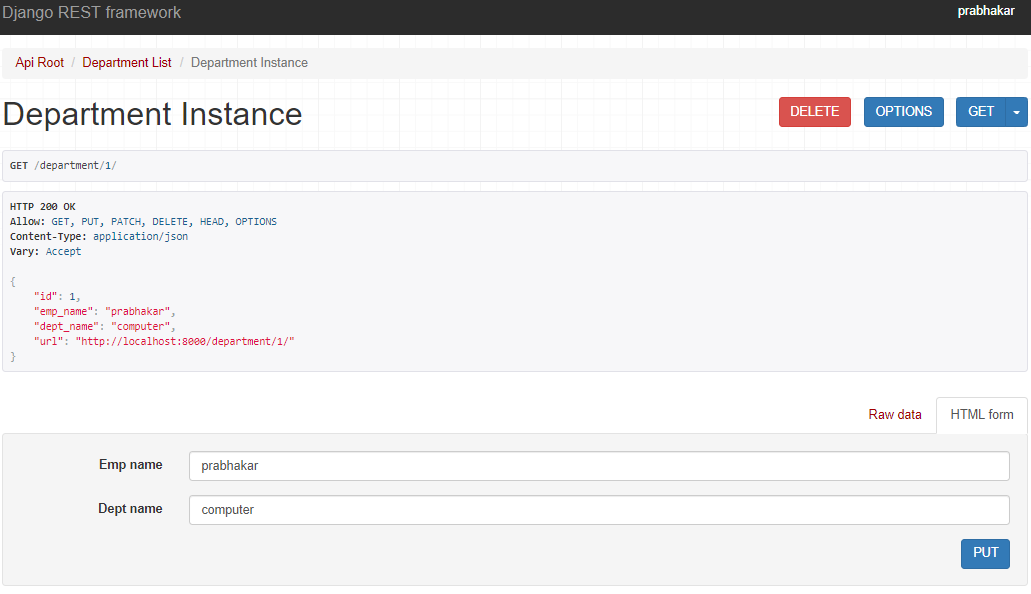 Django REST framework prabhakar
Api Root / Department List / Department Instance
Department Instance DELETE OPTIONS GET
GET /department/1/
HTTP 200 OK
Allow: GET, PUT, PATCH, DELETE, HEAD, OPTIONS
Content-Type: application/json
Vary: Accept
{
    "id": 1,
    "emp_name": "prabhakar",
    "dept_name": "computer",
    "url": "http://localhost:8000/department/1/"
}
Raw data HTML form
Emp name prabhakar
Dept name computer
PUT